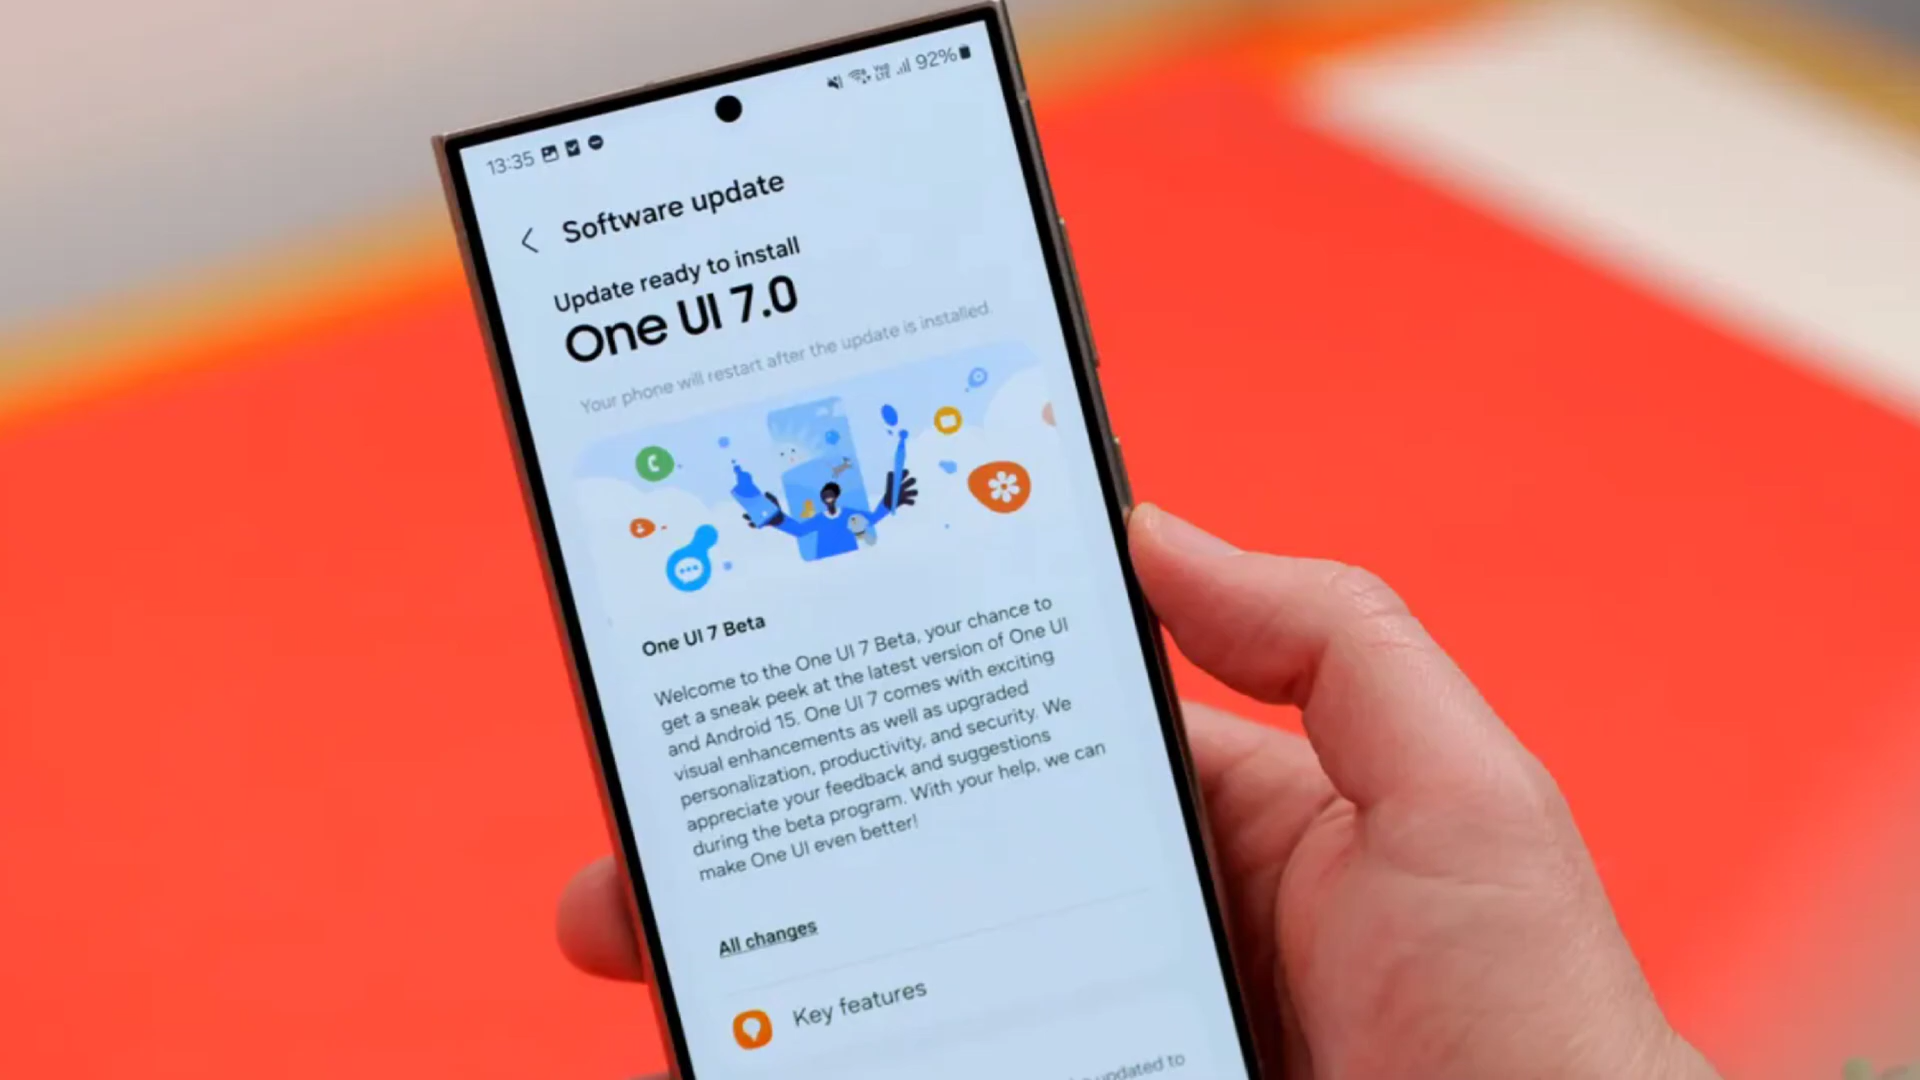 13:35
Vo) LTE 92%
Software update
Update ready to install
One UI 7.0
Your phone will restart after the update is installed.
One UI 7 Beta
Welcome to the One UI 7 Beta, your chance to
get a sneak peek at the latest version of One UI
and Android 15. One UI 7 comes with exciting
visual enhancements as well as upgraded
personalization, productivity, and security. We
appreciate your feedback and suggestions
during the beta program. With your help, we can
make One UI even better!
All changes
Key features
updated to